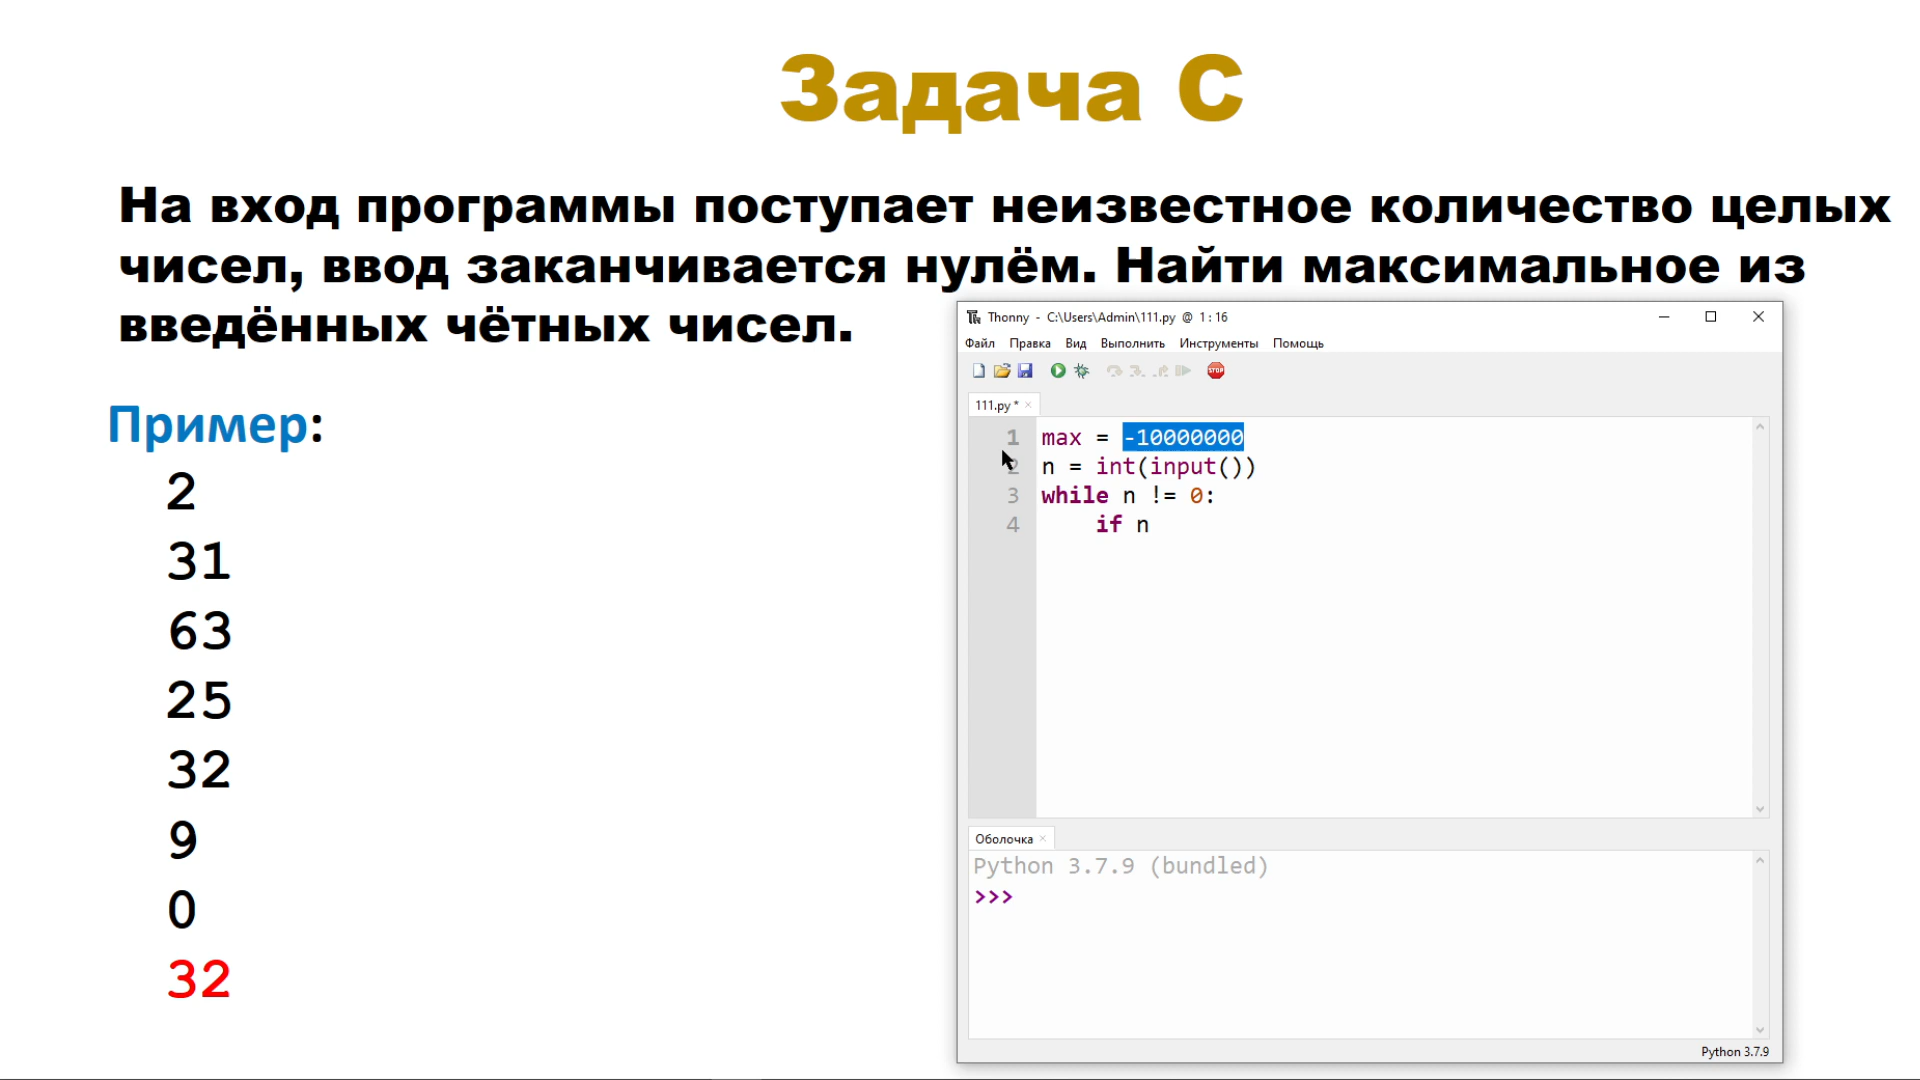 Задача C
На вход программы поступает неизвестное количество целых
чисел, ввод заканчивается нулём. Найти максимальное из
введённых чётных чисел.
Пример:
2
31
63
25
32
9
0
32
Thonny - C:\Users\Admin\111.py @ 1:16
Файл Правка Вид Выполнить Инструменты Помощь
STOP
111.py * ×
1 max = -10000000
2 n = int(input())
3 while n != 0:
4     if n
Оболочка ×
Python 3.7.9 (bundled)
>>>
Python 3.7.9